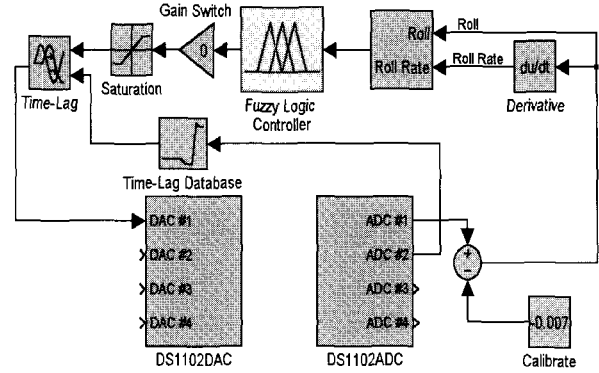 Gain Switch
0
Roll
Roll
Roll Rate
Roll Rate
du/dt
Time-Lag
Saturation
Fuzzy Logic
Controller
Derivative
Time-Lag Database
DAC #1
DAC #2
DAC #3
DAC #4
ADC #1
ADC #2
ADC #3
ADC #4
+
-
-0.007
DS1102DAC
DS1102ADC
Calibrate